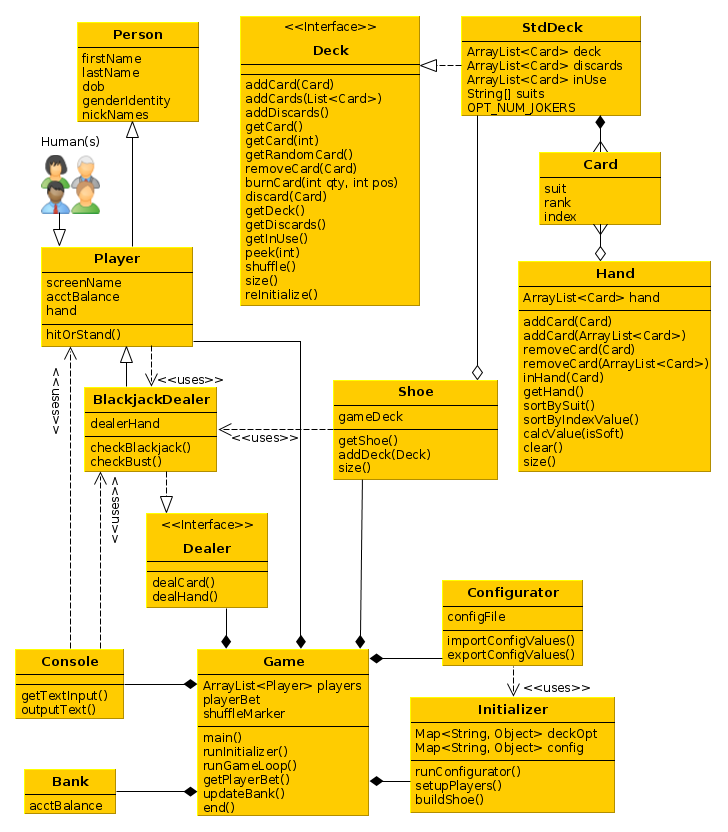 Person
firstName
lastName
dob
genderIdentity
nickNames
<<Interface>>
Deck
addCard(Card)
addCards(List<Card>)
addDiscards()
getCard()
getCard(int)
getRandomCard()
removeCard(Card)
burnCard(int qty, int pos)
discard(Card)
getDeck()
getDiscards()
getInUse()
peek(int)
shuffle()
size()
reInitialize()
StdDeck
ArrayList<Card> deck
ArrayList<Card> discards
ArrayList<Card> inUse
String[] suits
OPT_NUM_JOKERS
Human(s)
Card
suit
rank
index
Player
screenName
acctBalance
hand
hitOrStand()
Hand
ArrayList<Card> hand
addCard(Card)
addCard(ArrayList<Card>)
removeCard(Card)
removeCard(ArrayList<Card>)
inHand(Card)
getHand()
sortBySuit()
sortByIndexValue()
calcValue(isSoft)
clear()
size()
<<uses>>
<<uses>>
BlackjackDealer
dealerHand
checkBlackjack()
checkBust()
<<uses>>
Shoe
gameDeck
getShoe()
addDeck(Deck)
size()
<<uses>>
<<Interface>>
Dealer
dealCard()
dealHand()
Configurator
configFile
importConfigValues()
exportConfigValues()
<<uses>>
Console
getTextInput()
outputText()
Game
ArrayList<Player> players
playerBet
shuffleMarker
main()
runInitializer()
runGameLoop()
getPlayerBet()
updateBank()
end()
Initializer
Map<String, Object> deckOpt
Map<String, Object> config
runConfigurator()
setupPlayers()
buildShoe()
Bank
acctBalance